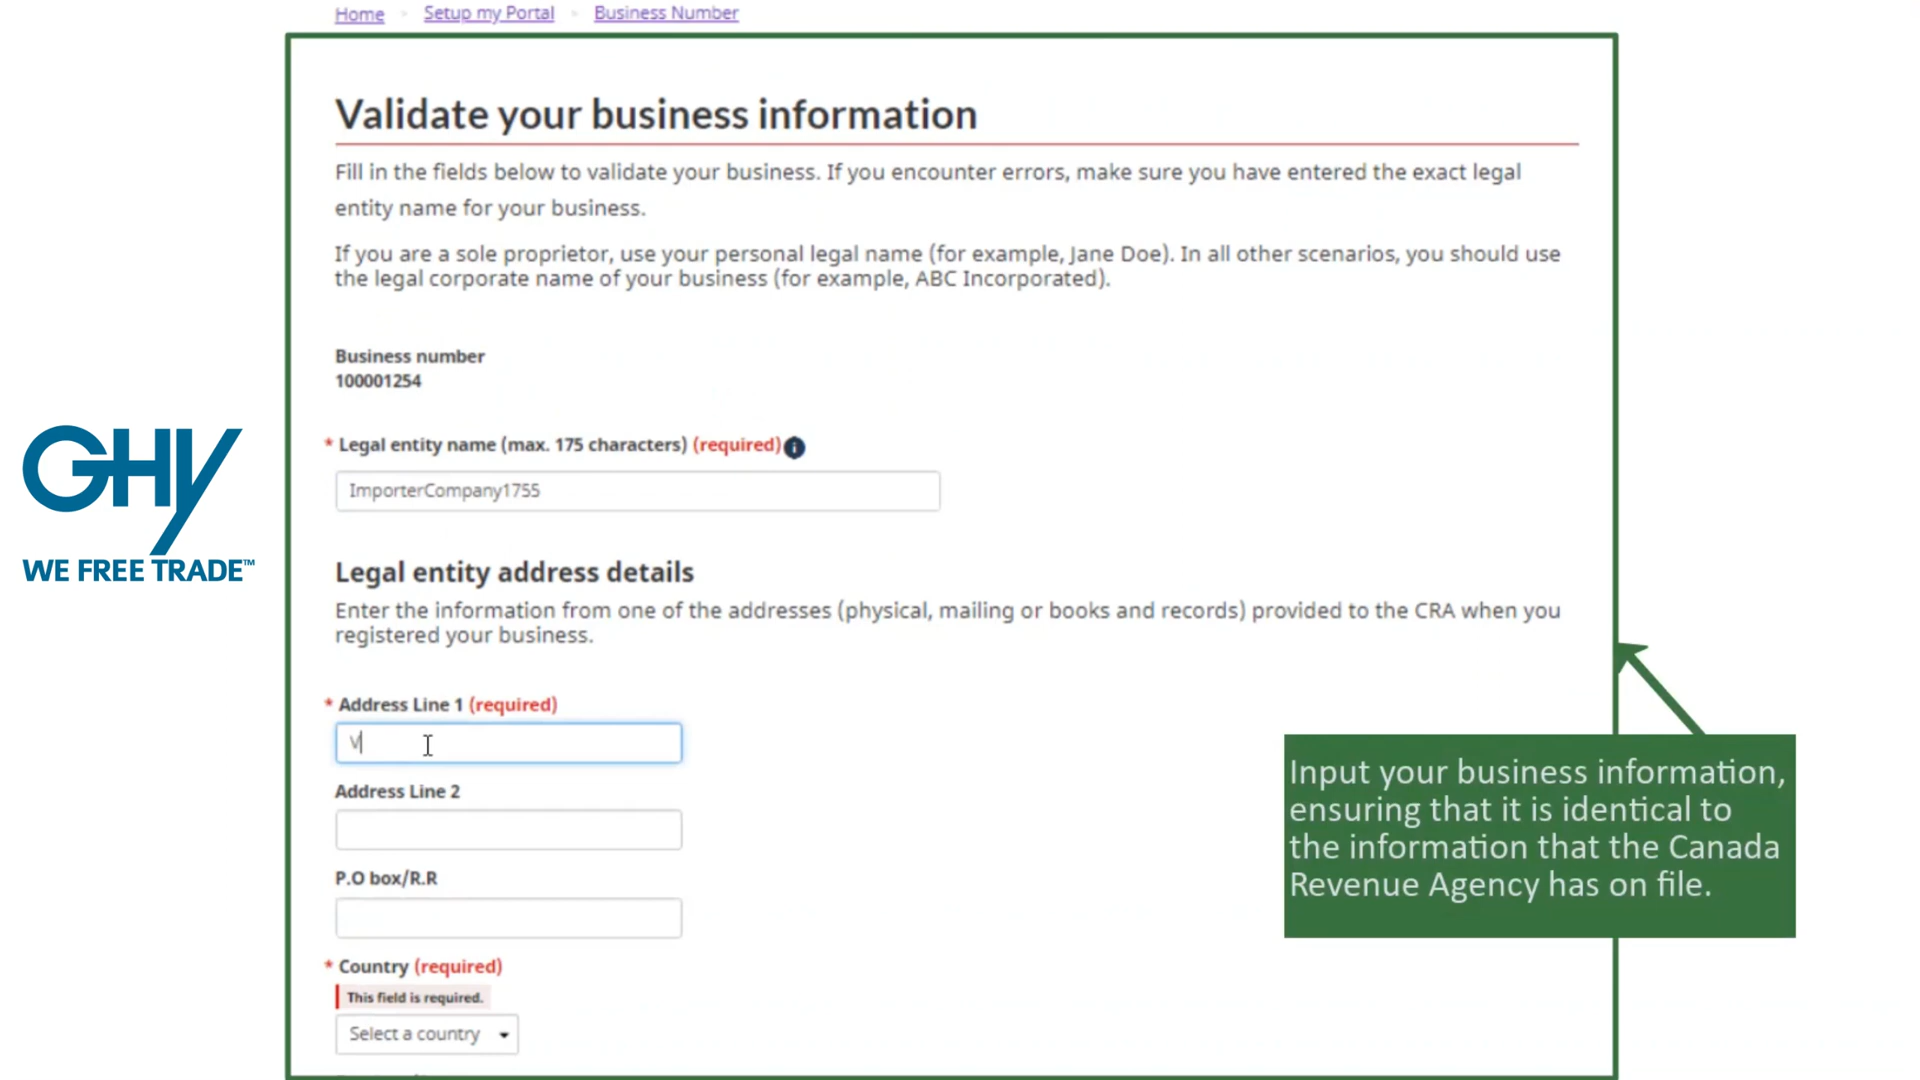 Home > Setup my Portal > Business Number
Validate your business information
Fill in the fields below to validate your business. If you encounter errors, make sure you have entered the exact legal
entity name for your business.
If you are a sole proprietor, use your personal legal name (for example, Jane Doe). In all other scenarios, you should use
the legal corporate name of your business (for example, ABC Incorporated).
Business number
100001254
* Legal entity name (max. 175 characters) (required) i
ImporterCompany1755
Legal entity address details
Enter the information from one of the addresses (physical, mailing or books and records) provided to the CRA when you
registered your business.
* Address Line 1 (required)
V
Address Line 2
P.O box/R.R
* Country (required)
This field is required.
Select a country
GHY
WE FREE TRADE™
Input your business information,
ensuring that it is identical to
the information that the Canada
Revenue Agency has on file.